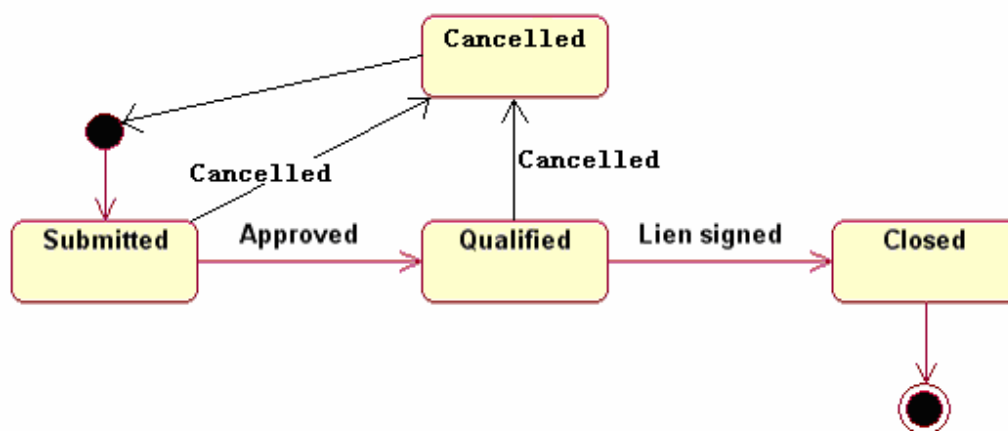 Cancelled
Cancelled
Cancelled
Submitted
Approved
Qualified
Lien signed
Closed